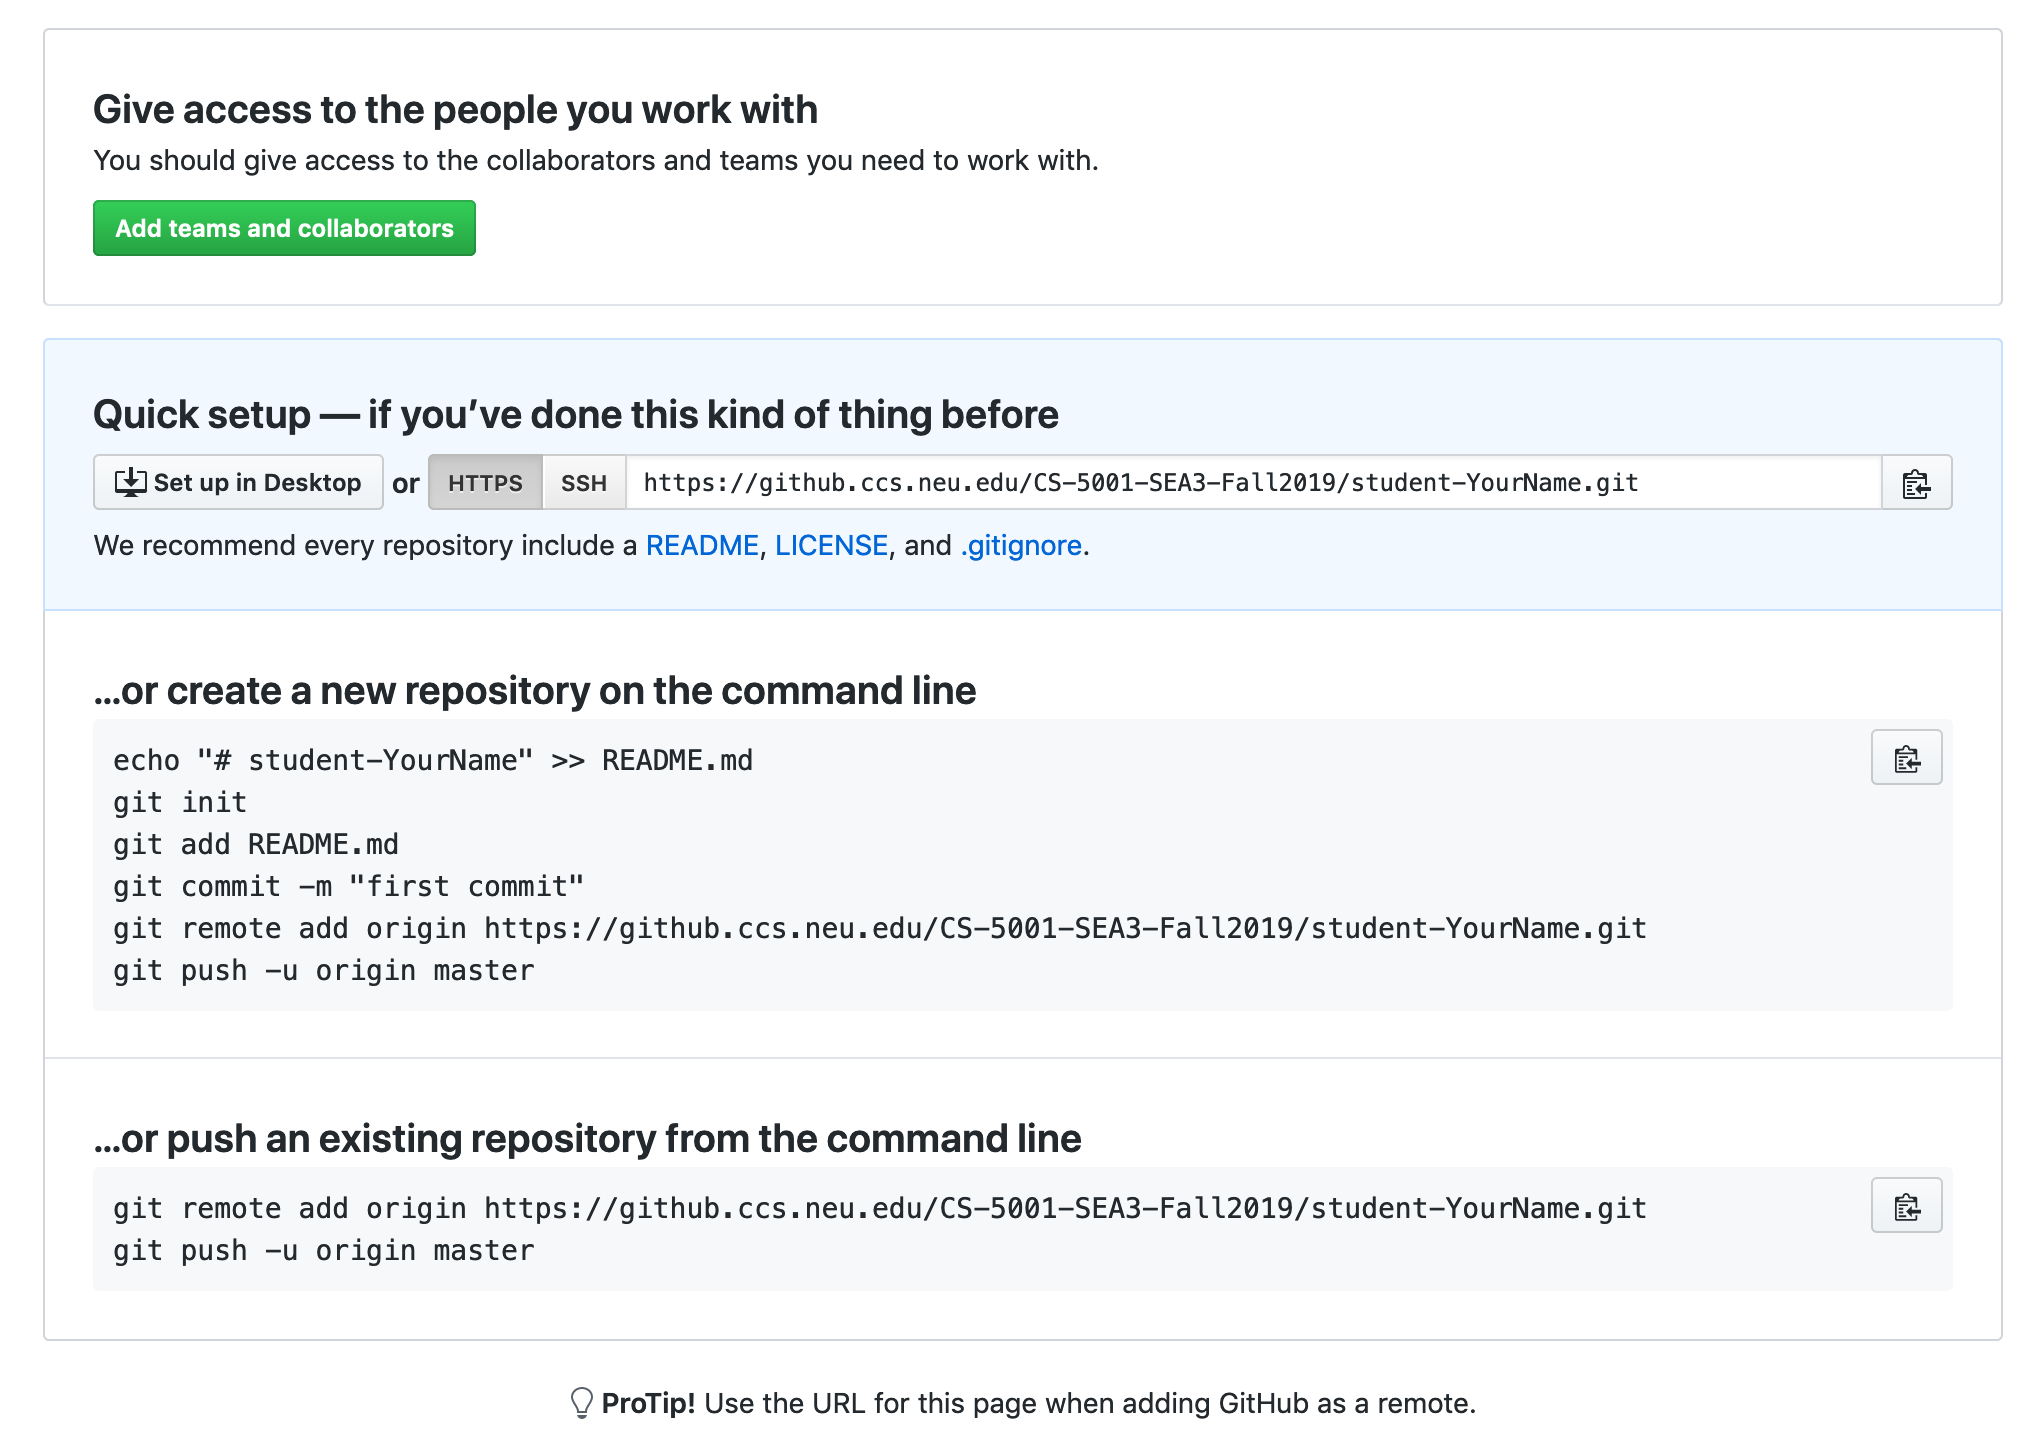 Give access to the people you work with
You should give access to the collaborators and teams you need to work with.
Add teams and collaborators
Quick setup — if you’ve done this kind of thing before
Set up in Desktop or HTTPS SSH https://github.ccs.neu.edu/CS-5001-SEA3-Fall2019/student-YourName.git
We recommend every repository include a README, LICENSE, and .gitignore.
…or create a new repository on the command line
echo "# student-YourName" >> README.md
git init
git add README.md
git commit -m "first commit"
git remote add origin https://github.ccs.neu.edu/CS-5001-SEA3-Fall2019/student-YourName.git
git push -u origin master
…or push an existing repository from the command line
git remote add origin https://github.ccs.neu.edu/CS-5001-SEA3-Fall2019/student-YourName.git
git push -u origin master
ProTip! Use the URL for this page when adding GitHub as a remote.